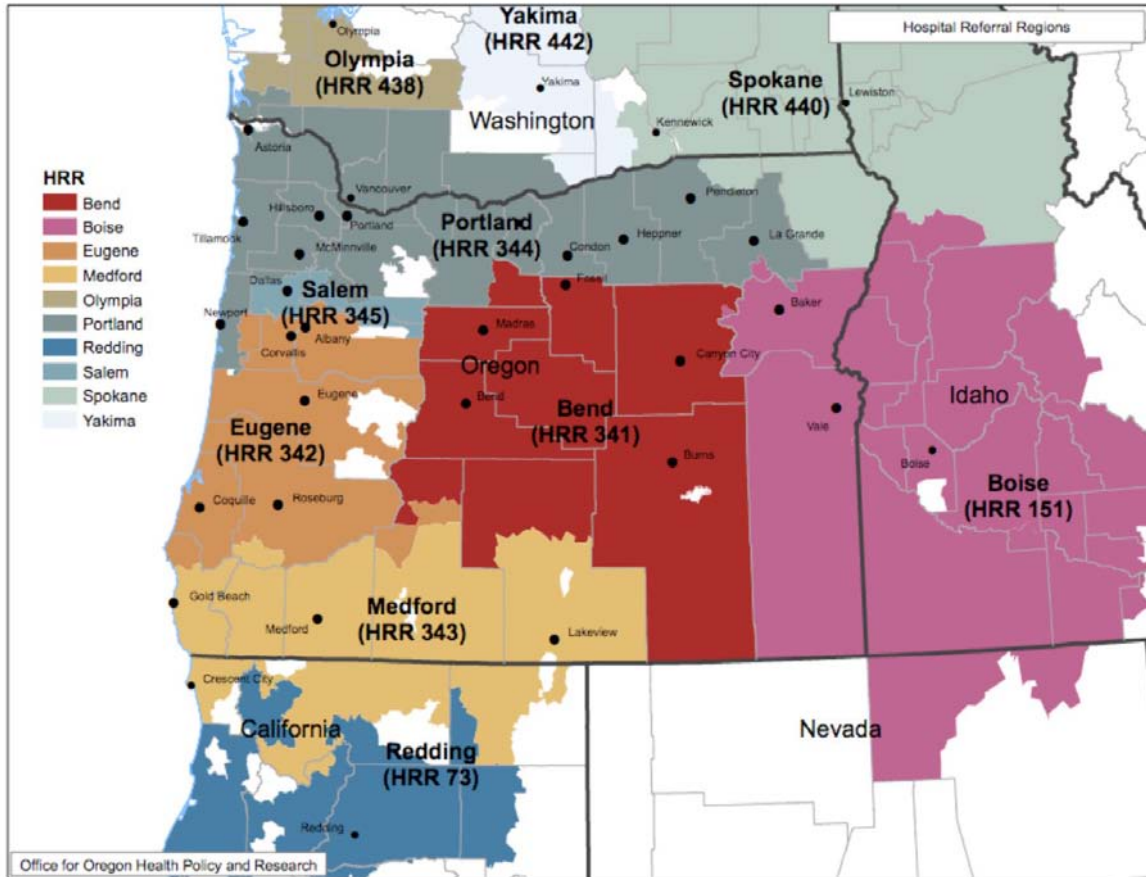 Yakima
(HRR 442)
Hospital Referral Regions
Olympia
Olympia
(HRR 438)
Yakima
Spokane
(HRR 440)
Lewiston
Washington
Kennewick
Astoria
HRR
Bend
Boise
Eugene
Medford
Olympia
Portland
Redding
Salem
Spokane
Yakima
Vancouver
Hillsboro
Portland
Tillamook
McMinnville
Portland
(HRR 344)
Pendleton
Heppner
La Grande
Condon
Fossil
Dallas
Salem
(HRR 345)
Newport
Albany
Corvallis
Madras
Oregon
Baker
Canyon City
Idaho
Eugene
Bend
Bend
(HRR 341)
Vale
Eugene
(HRR 342)
Burns
Boise
Boise
(HRR 151)
Coquille
Roseburg
Gold Beach
Medford
Medford
(HRR 343)
Lakeview
Crescent City
California
Nevada
Redding
(HRR 73)
Redding
Office for Oregon Health Policy and Research